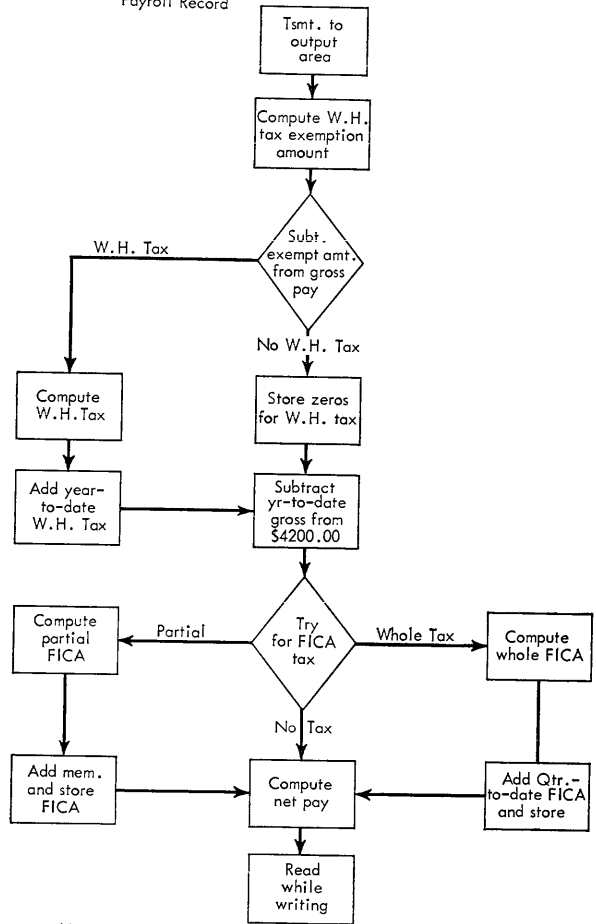 Payroll Record
Tsmt. to
output
area
Compute W.H.
tax exemption
amount
Subt.
exempt amt.
from gross
pay
W.H. Tax
No W.H. Tax
Compute
W.H.Tax
Store zeros
for W.H. tax
Add year-
to-date
W.H. Tax
Subtract
yr-to-date
gross from
$4200.00
Try
for FICA
tax
Partial
Whole Tax
Compute
partial
FICA
Compute
whole FICA
No Tax
Add mem.
and store
FICA
Compute
net pay
Add Qtr.-
to-date FICA
and store
Read
while
writing